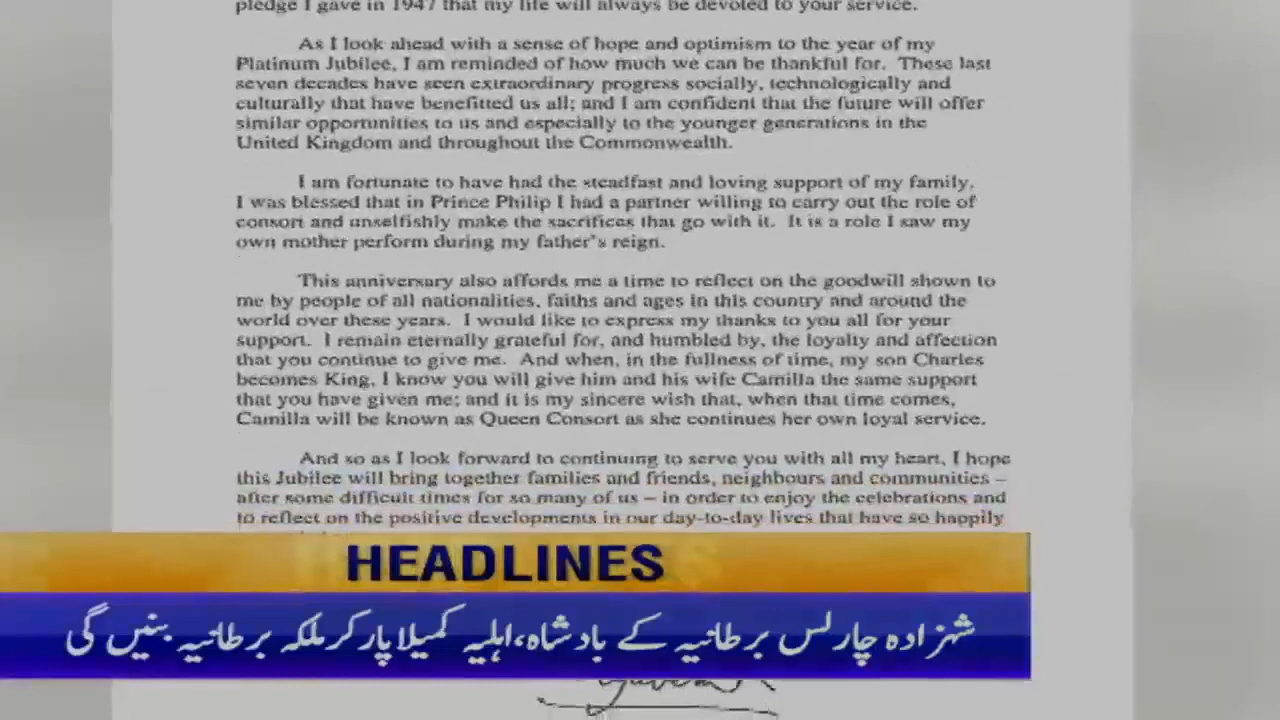 pledge I gave in 1947 that my life will always be devoted to your service.
As I look ahead with a sense of hope and optimism to the year of my
Platinum Jubilee, I am reminded of how much we can be thankful for. These last
seven decades have seen extraordinary progress socially, technologically and
culturally that have benefitted us all; and I am confident that the future will offer
similar opportunities to us and especially to the younger generations in the
United Kingdom and throughout the Commonwealth.
I am fortunate to have had the steadfast and loving support of my family.
I was blessed that in Prince Philip I had a partner willing to carry out the role of
consort and unselfishly make the sacrifices that go with it. It is a role I saw my
own mother perform during my father's reign.
This anniversary also affords me a time to reflect on the goodwill shown to
me by people of all nationalities, faiths and ages in this country and around the
world over these years. I would like to express my thanks to you all for your
support. I remain eternally grateful for, and humbled by, the loyalty and affection
that you continue to give me. And when, in the fullness of time, my son Charles
becomes King, I know you will give him and his wife Camilla the same support
that you have given me; and it is my sincere wish that, when that time comes,
Camilla will be known as Queen Consort as she continues her own loyal service.
And so as I look forward to continuing to serve you with all my heart, I hope
this Jubilee will bring together families and friends, neighbours and communities –
after some difficult times for so many of us – in order to enjoy the celebrations and
to reflect on the positive developments in our day-to-day lives that have so happily
HEADLINES
شہزادہ چارلس برطانیہ کے بادشاہ،اہلیہ کمیلا پارکر ملکہ برطانیہ بنیں گی